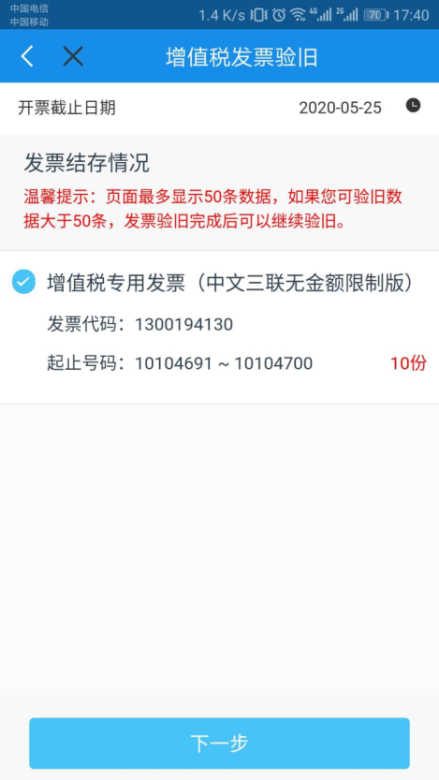 中国电信
中国移动
1.4 K/s 4G 2G 70 17:40
增值税发票验旧
开票截止日期 2020-05-25
发票结存情况
温馨提示：页面最多显示50条数据，如果您可验旧数
据大于50条，发票验旧完成后可以继续验旧。
增值税专用发票（中文三联无金额限制版）
发票代码：1300194130
起止号码：10104691 ~ 10104700 10份
下一步